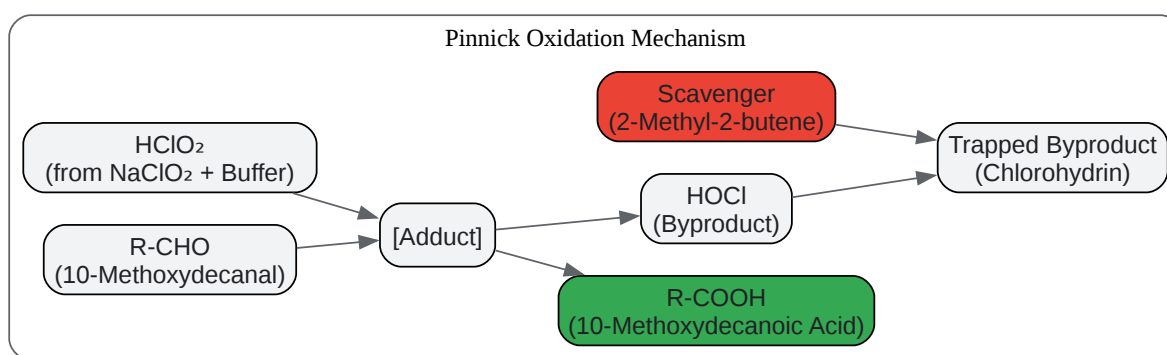 Pinnick Oxidation Mechanism
Scavenger
(2-Methyl-2-butene)
HClO₂
(from NaClO₂ + Buffer)
Trapped Byproduct
(Chlorohydrin)
HOCl
(Byproduct)
[Adduct]
R-CHO
(10-Methoxydecanal)
R-COOH
(10-Methoxydecanoic Acid)